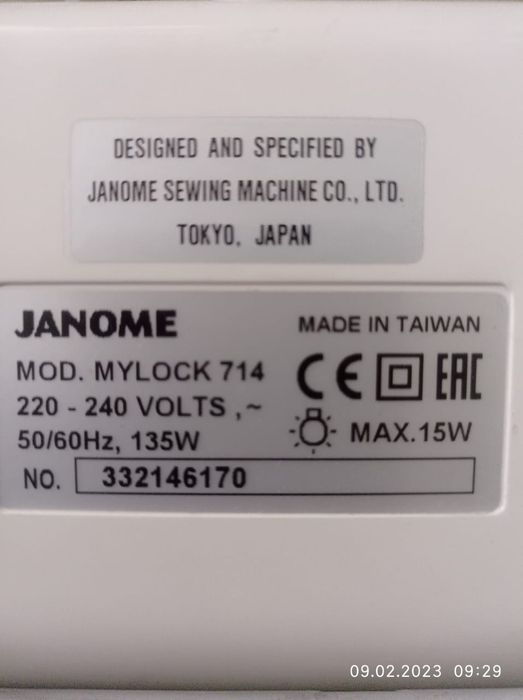 DESIGNED AND SPECIFIED BY
JANOME SEWING MACHINE CO., LTD.
TOKYO, JAPAN
JANOME MADE IN TAIWAN
MOD. MYLOCK 714
CE EAC
220 - 240 VOLTS ,~
50/60Hz, 135W
MAX.15W
NO. 332146170
09.02.2023 09:29